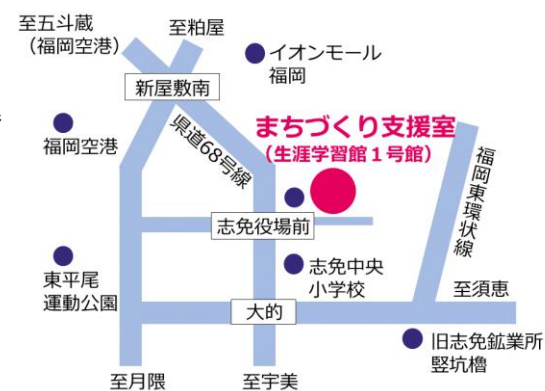 至五斗蔵
（福岡空港）
至粕屋
イオンモール
福岡
新屋敷南
福岡空港
県道68号線
まちづくり支援室
（生涯学習館１号館）
福岡東環状線
志免役場前
東平尾
運動公園
志免中央
小学校
至須恵
大的
旧志免鉱業所
竪坑櫓
至月隈
至宇美